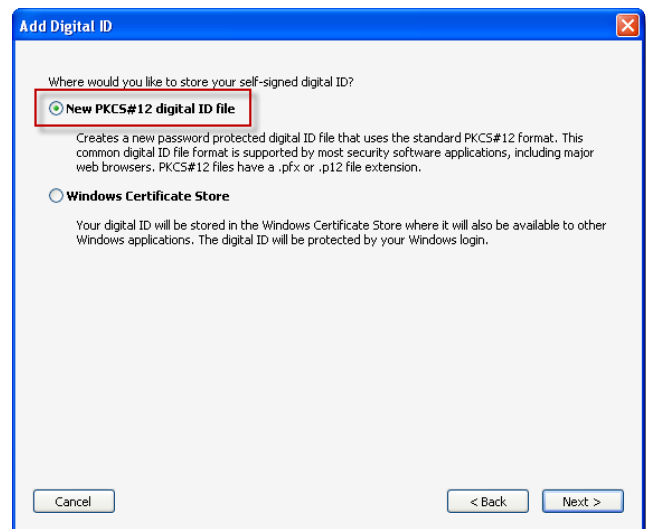 Add Digital ID
Where would you like to store your self-signed digital ID?
New PKCS#12 digital ID file
Creates a new password protected digital ID file that uses the standard PKCS#12 format. This
common digital ID file format is supported by most security software applications, including major
web browsers. PKCS#12 files have a .pfx or .p12 file extension.
Windows Certificate Store
Your digital ID will be stored in the Windows Certificate Store where it will also be available to other
Windows applications. The digital ID will be protected by your Windows login.
Cancel
< Back
Next >